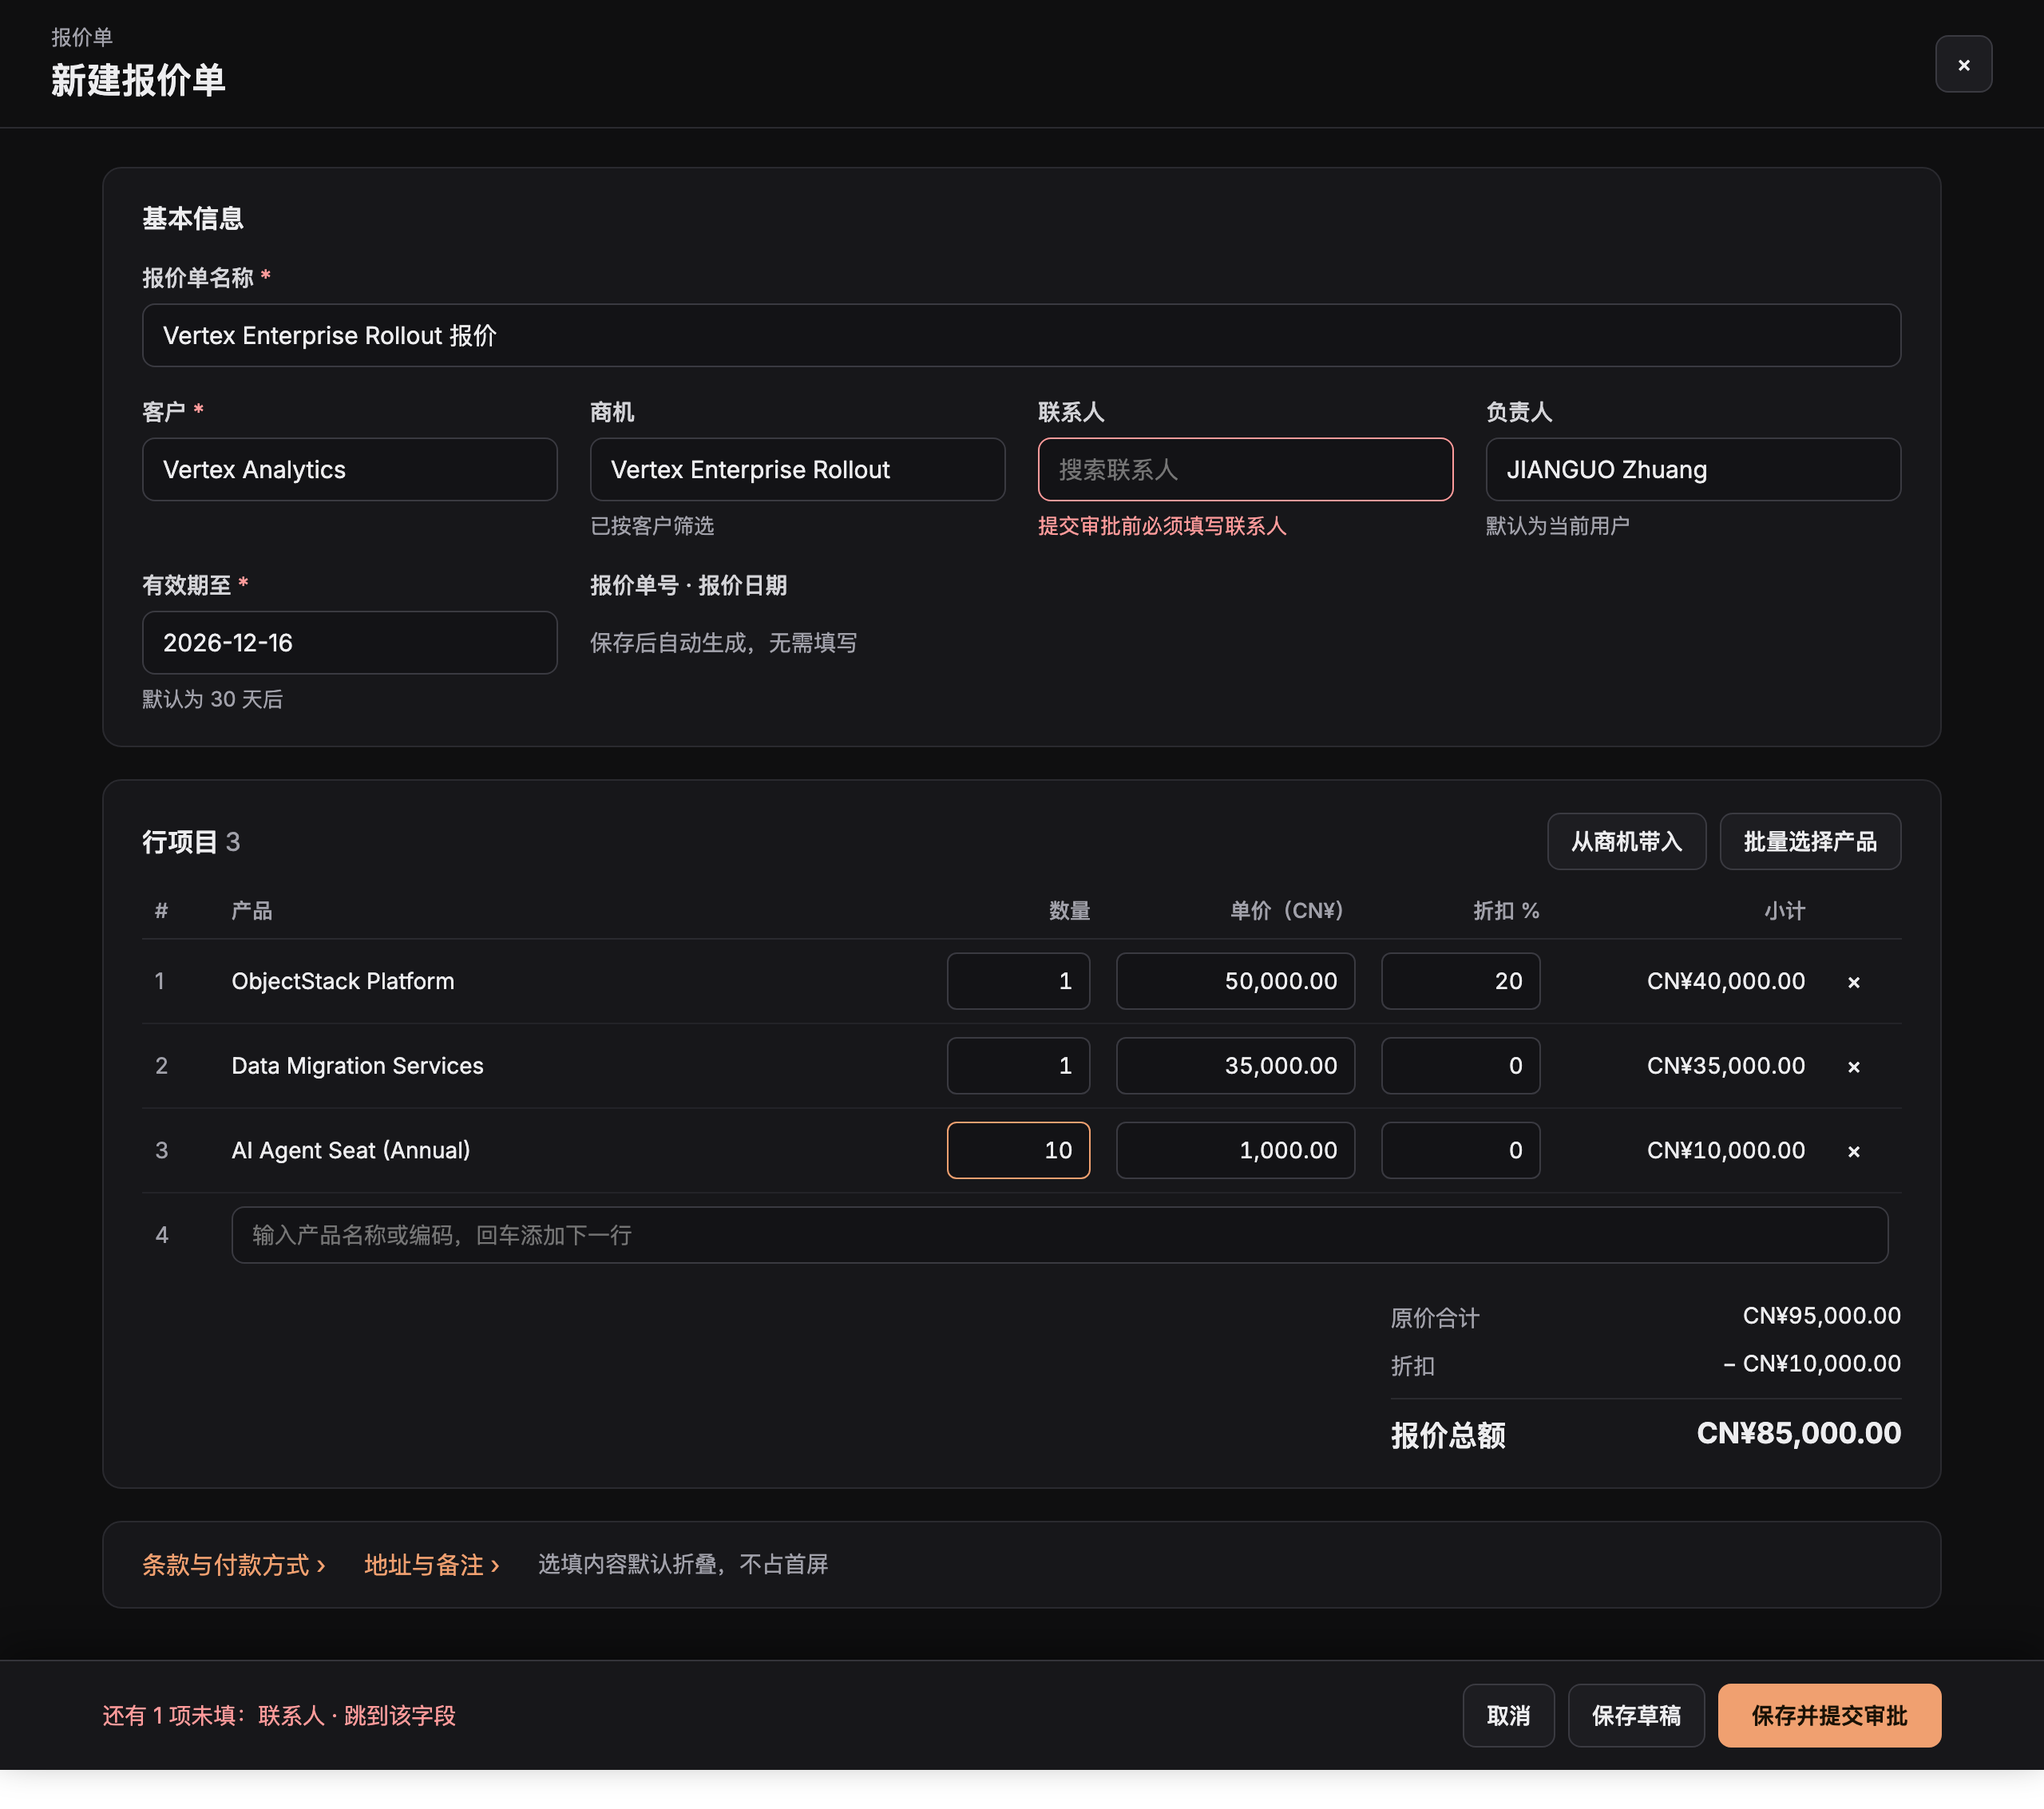 报价单
新建报价单
×
基本信息
报价单名称 *
Vertex Enterprise Rollout 报价
客户 * 商机 联系人 负责人
Vertex Analytics Vertex Enterprise Rollout 搜索联系人 JIANGUO Zhuang
已按客户筛选 提交审批前必须填写联系人 默认为当前用户
有效期至 * 报价单号 · 报价日期
2026-12-16 保存后自动生成，无需填写
默认为 30 天后
行项目 3 从商机带入 批量选择产品
# 产品 数量 单价（CN¥） 折扣 % 小计
1 ObjectStack Platform 1 50,000.00 20 CN¥40,000.00 ×
2 Data Migration Services 1 35,000.00 0 CN¥35,000.00 ×
3 AI Agent Seat (Annual) 10 1,000.00 0 CN¥10,000.00 ×
4 输入产品名称或编码，回车添加下一行
原价合计 CN¥95,000.00
折扣 − CN¥10,000.00
报价总额 CN¥85,000.00
条款与付款方式 › 地址与备注 › 选填内容默认折叠，不占首屏
还有 1 项未填：联系人 · 跳到该字段 取消 保存草稿 保存并提交审批